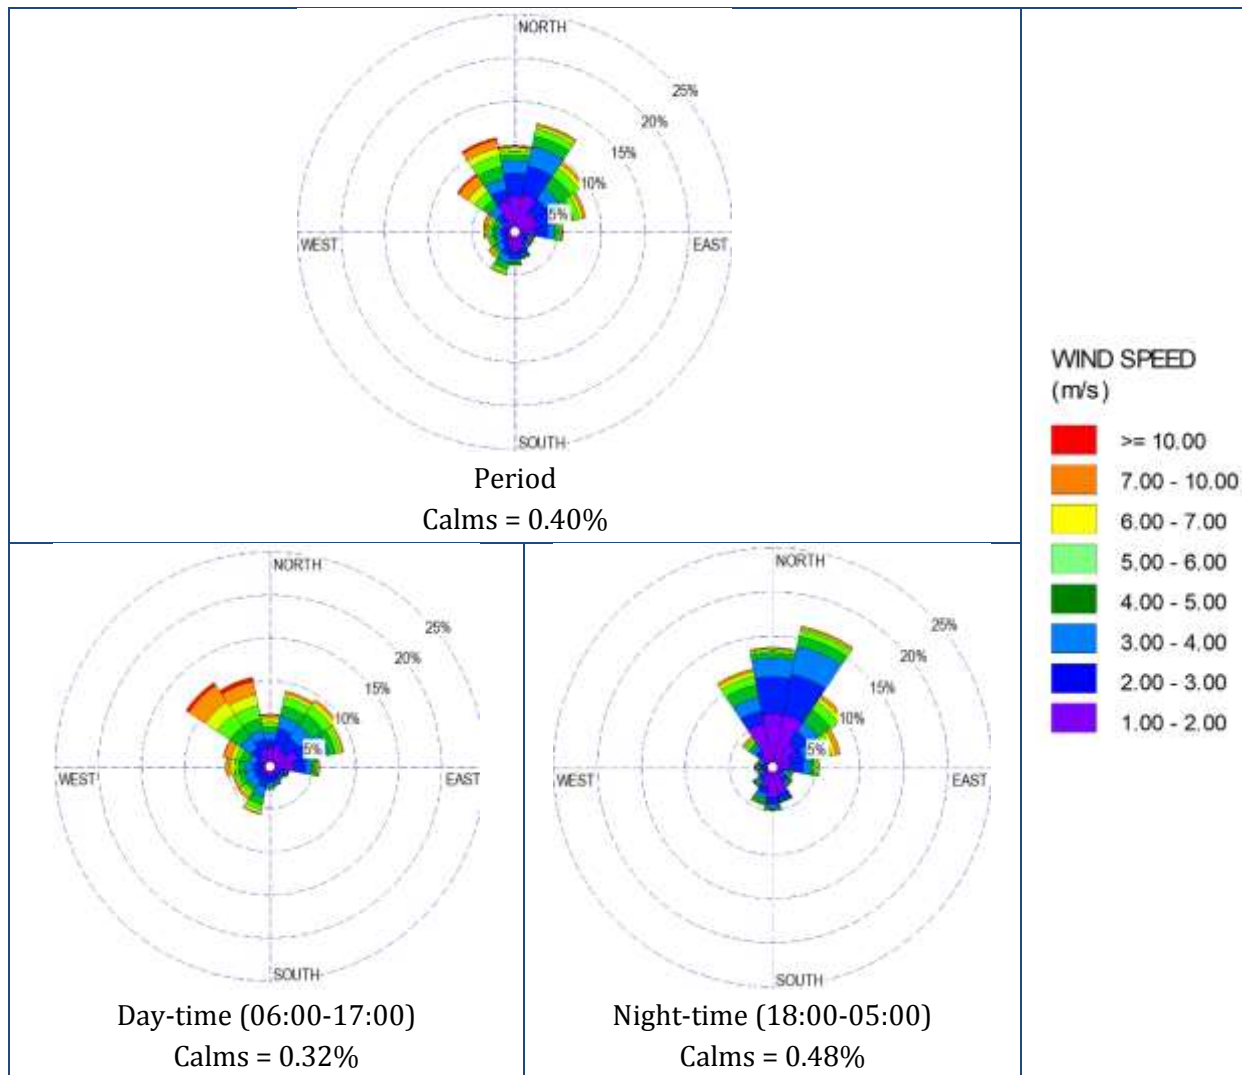 NORTH
25%
20%
15%
10%
5%
WEST
EAST
SOUTH
Period
Calms = 0.40%
WIND SPEED
(m/s)
>= 10.00
7.00 - 10.00
6.00 - 7.00
5.00 - 6.00
4.00 - 5.00
3.00 - 4.00
2.00 - 3.00
1.00 - 2.00
NORTH
25%
20%
15%
10%
5%
WEST
EAST
SOUTH
Day-time (06:00-17:00)
Calms = 0.32%
NORTH
25%
20%
15%
10%
5%
WEST
EAST
SOUTH
Night-time (18:00-05:00)
Calms = 0.48%